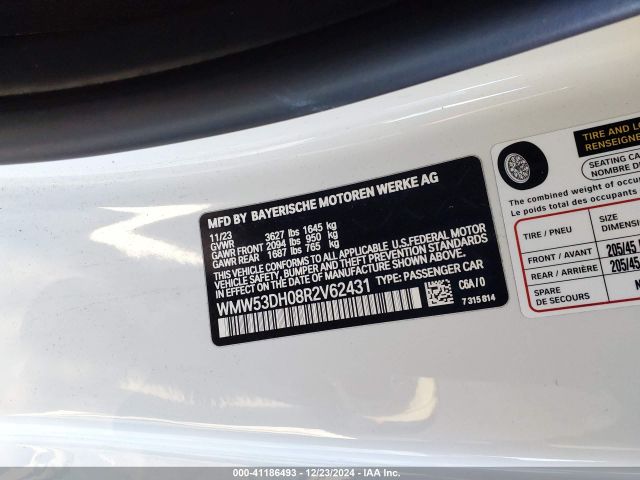 MFD BY BAYERISCHE MOTOREN WERKE AG
11/23
GVWR 3627 lbs 1645 kg
GAWR FRONT 2094 lbs 950 kg
GAWR REAR 1687 lbs 765 kg
THIS VEHICLE CONFORMS TO ALL APPLICABLE U.S.FEDERAL MOTOR
VEHICLE SAFETY, BUMPER AND THEFT PREVENTION STANDARDS
IN EFFECT ON THE DATE OF MANUFACTURE SHOWN ABOVE.
WMW53DH08R2V62431 TYPE: PASSENGER CAR
C6A/0
7 315 814
TIRE AND LO
RENSEIGNE
SEATING CA
NOMBRE D
The combined weight of occu
Le poids total des occupant
TIRE / PNEU SIZE
DIMENSI
FRONT / AVANT 205/45
REAR / ARRIÈRE 205/45
SPARE
DE SECOURS N
000-41186493 - 12/23/2024 - IAA Inc.